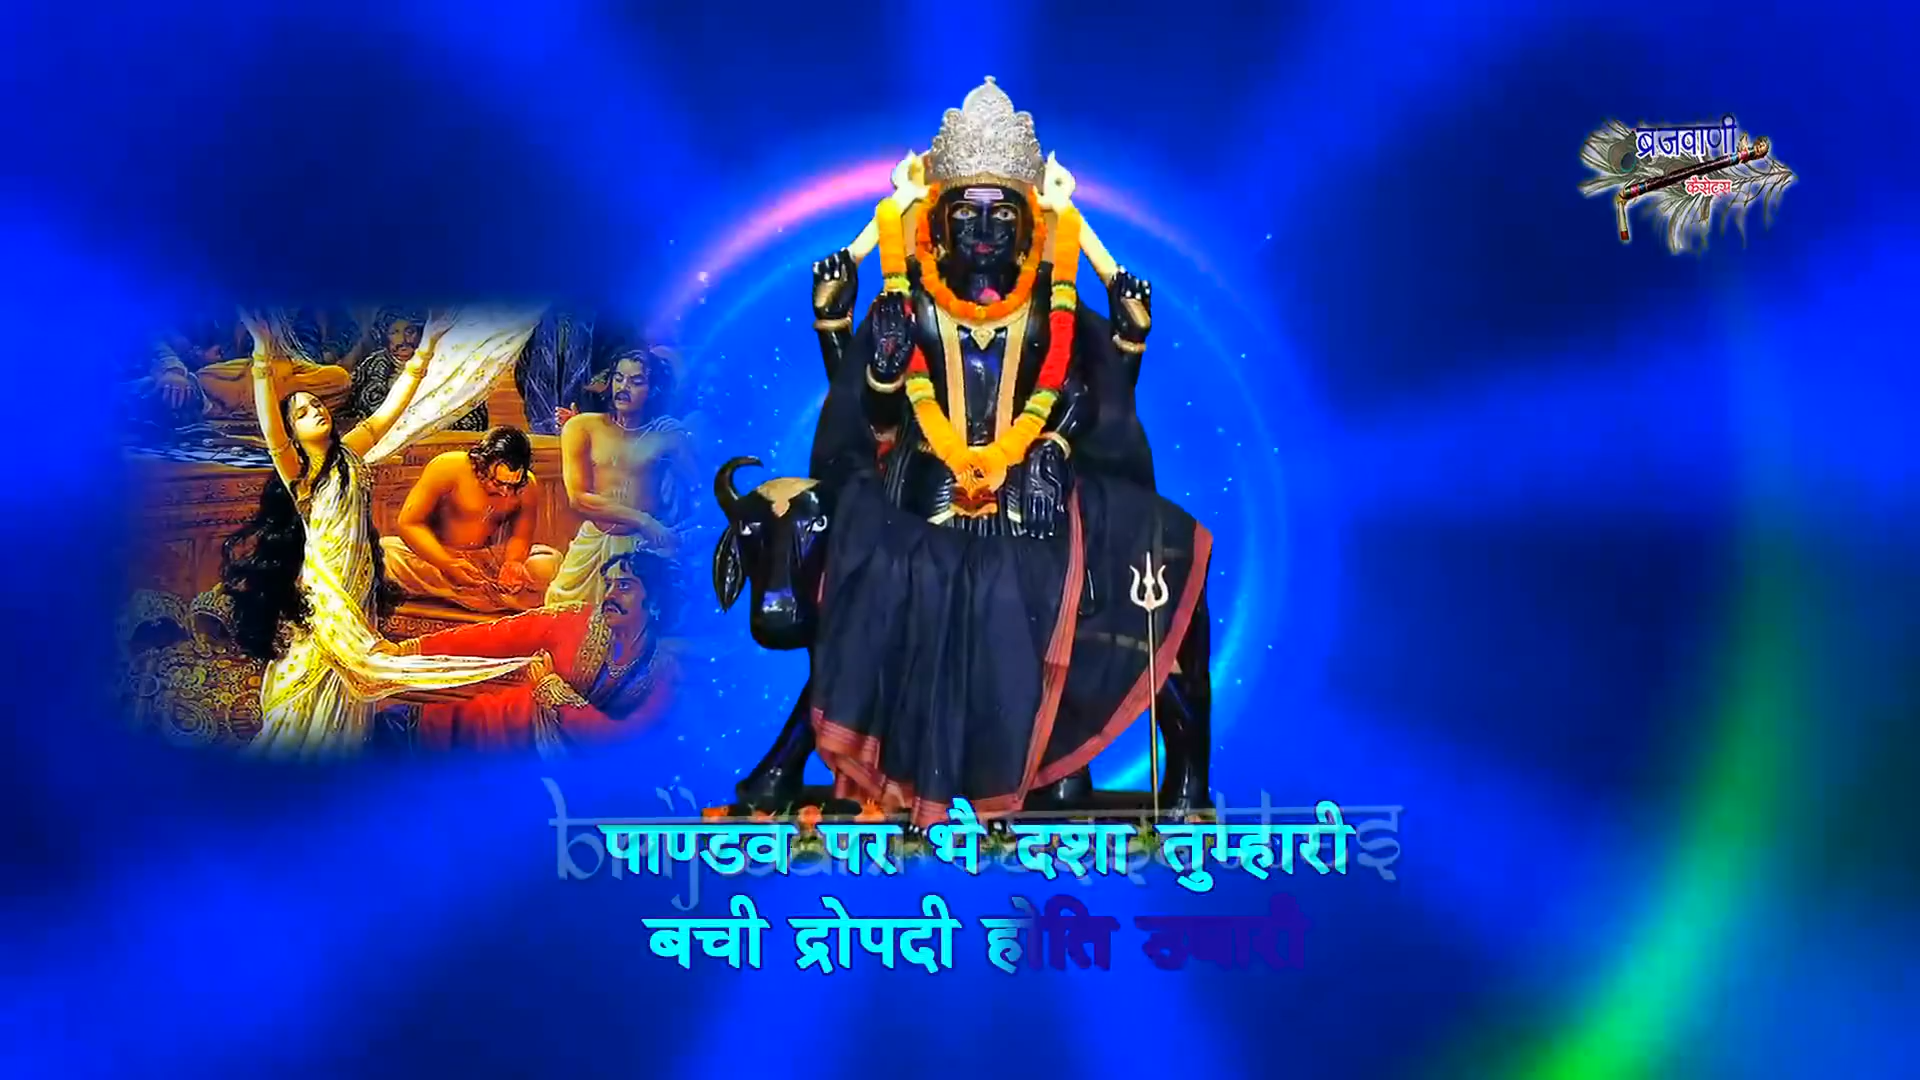 ब्रजवाणी
कैसेट्स
पाण्डव पर भै दशा तुम्हारी
बची द्रोपदी होति उघारी